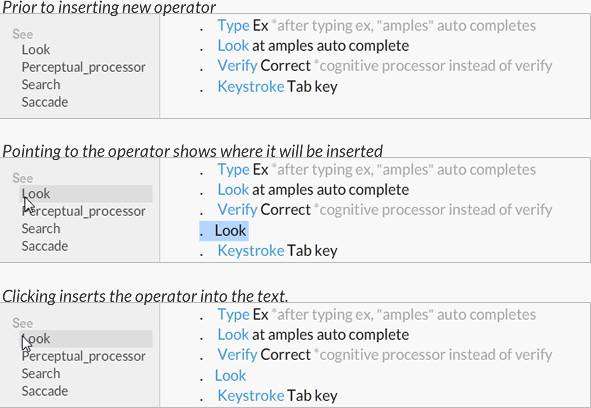 Prior to inserting new operator
See
Look
Perceptual_processor
Search
Saccade
. Type Ex *after typing ex, "amples" auto completes
. Look at amples auto complete
. Verify Correct *cognitive processor instead of verify
. Keystroke Tab key
Pointing to the operator shows where it will be inserted
See
Look
Perceptual_processor
Search
Saccade
. Type Ex *after typing ex, "amples" auto completes
. Look at amples auto complete
. Verify Correct *cognitive processor instead of verify
. Look
. Keystroke Tab key
Clicking inserts the operator into the text.
See
Look
Perceptual_processor
Search
Saccade
. Type Ex *after typing ex, "amples" auto completes
. Look at amples auto complete
. Verify Correct *cognitive processor instead of verify
. Look
. Keystroke Tab key